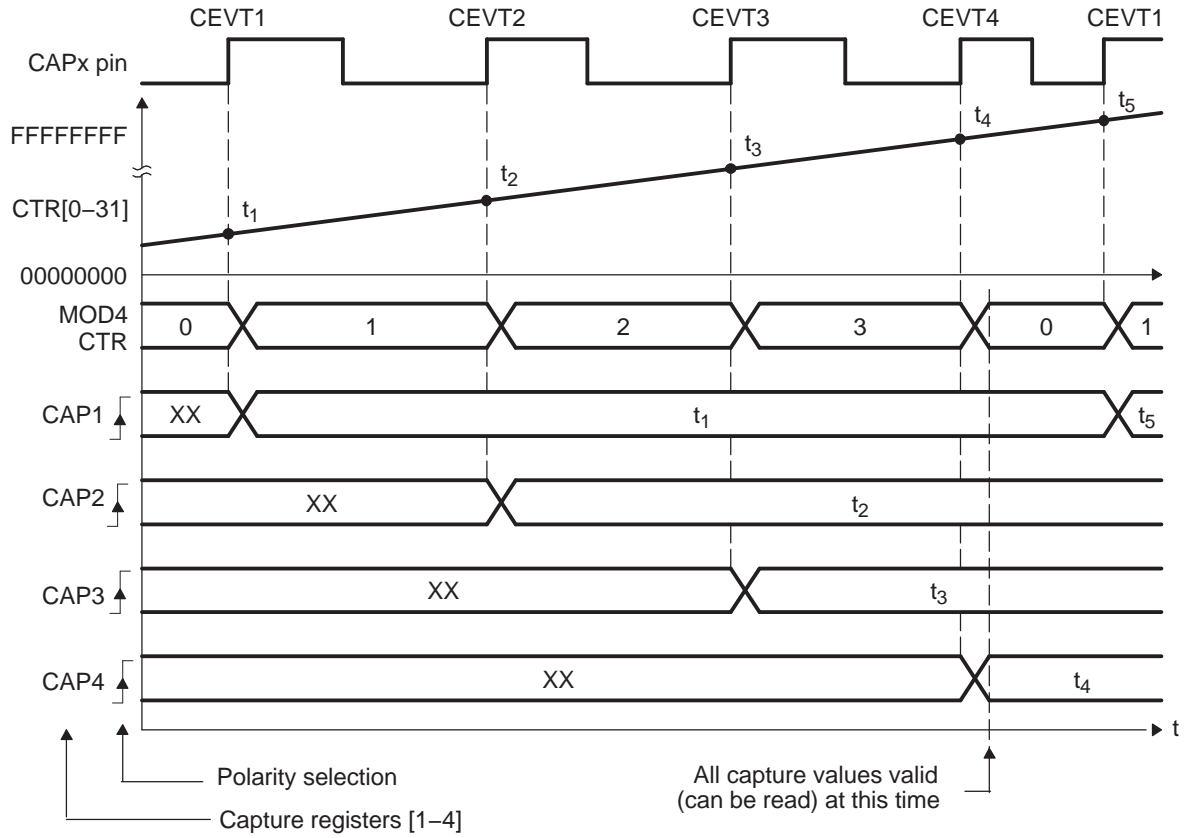 CEVT1 CEVT2 CEVT3 CEVT4 CEVT1
CAPx pin
FFFFFFFF
t5
t4
t3
t2
CTR[0−31]
t1
00000000
MOD4
CTR
0 1 2 3 0 1
CAP1 XX t1 t5
CAP2 XX t2
CAP3 XX t3
CAP4 XX t4
t
Polarity selection
All capture values valid
(can be read) at this time
Capture registers [1−4]